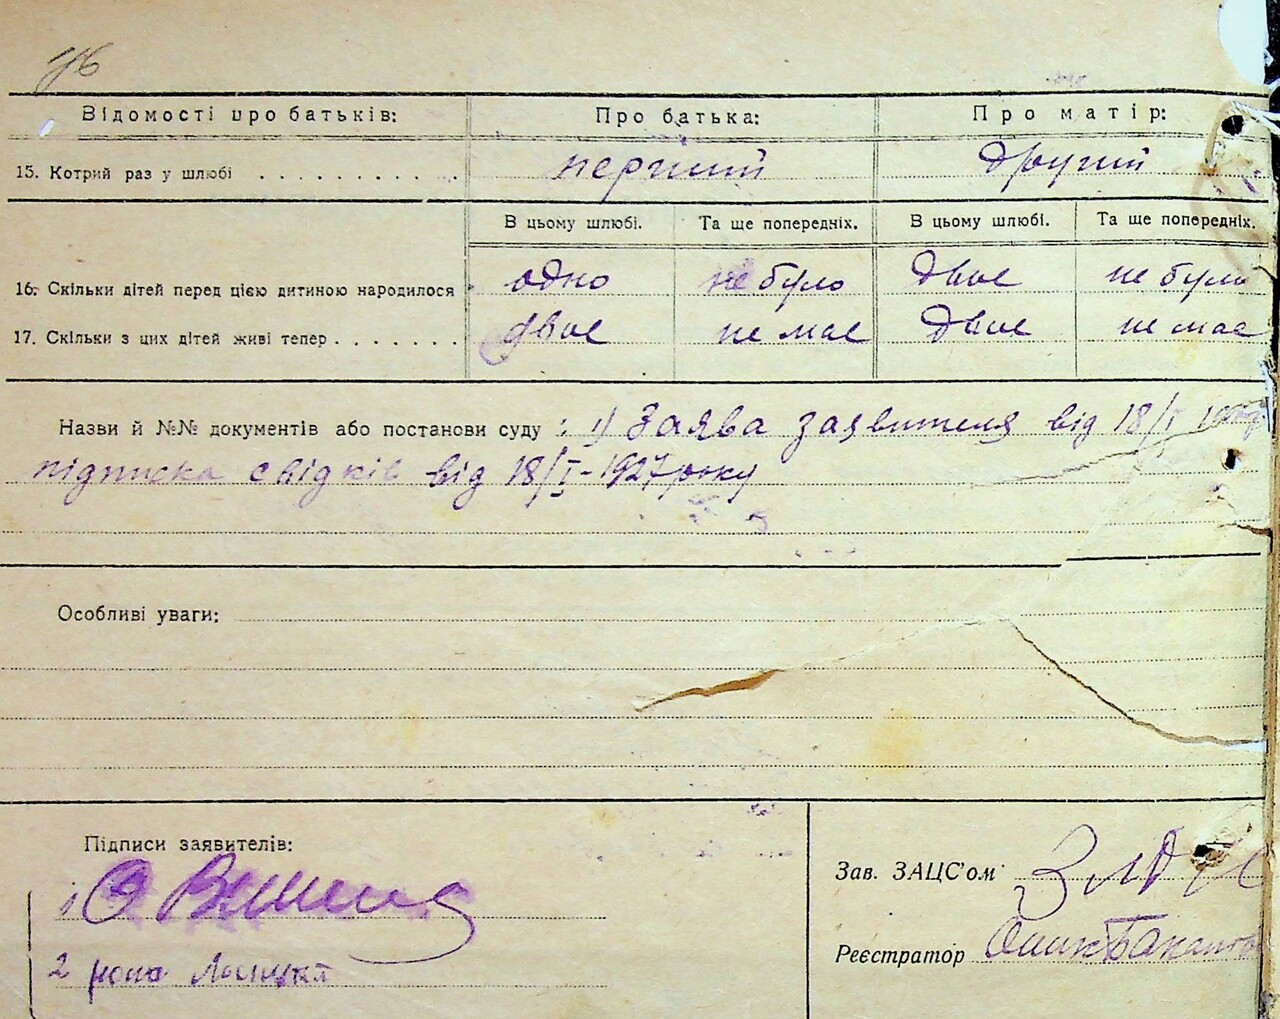 Відомості про батьків: Про батька: Про матір:
15. Котрий раз у шлюбі . . . . . . . . . . . перший другий
В цьому шлюбі. Та ще попередніх. В цьому шлюбі. Та ще попередніх.
16. Скільки дітей перед цією дитиною народилося одно не було двоє не було
17. Скільки з цих дітей живі тепер . . . . . . . двоє не має двоє не має
Назви й №№ документів або постанови суду : 1) Заява заявителя від 18/I
підписка свідків від 18/I-1927 року
Особливі уваги:
Підписи заявителів:
Зав. ЗАЦС'ом
1
Реєстратор
2